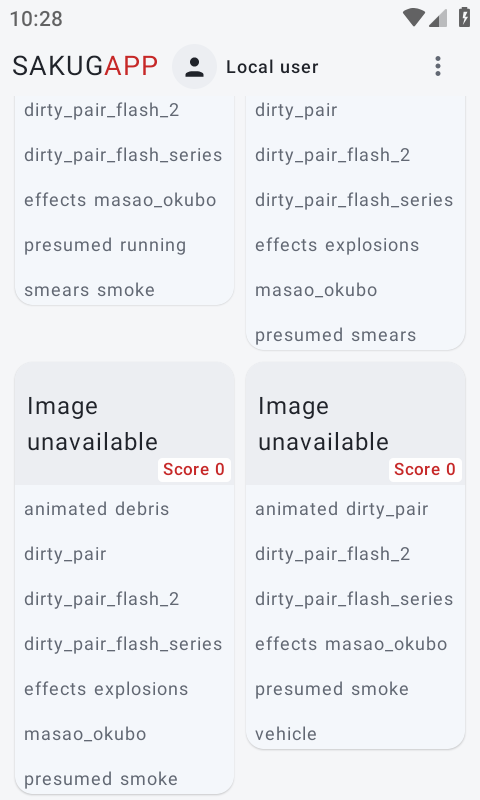 10:28
SAKUGAPP
Local user
dirty_pair_flash_2
dirty_pair_flash_series
effects masao_okubo
presumed running
smears smoke
dirty_pair
dirty_pair_flash_2
dirty_pair_flash_series
effects explosions
masao_okubo
presumed smears
Image
unavailable
Score 0
animated debris
dirty_pair
dirty_pair_flash_2
dirty_pair_flash_series
effects explosions
masao_okubo
presumed smoke
Image
unavailable
Score 0
animated dirty_pair
dirty_pair_flash_2
dirty_pair_flash_series
effects masao_okubo
presumed smoke
vehicle